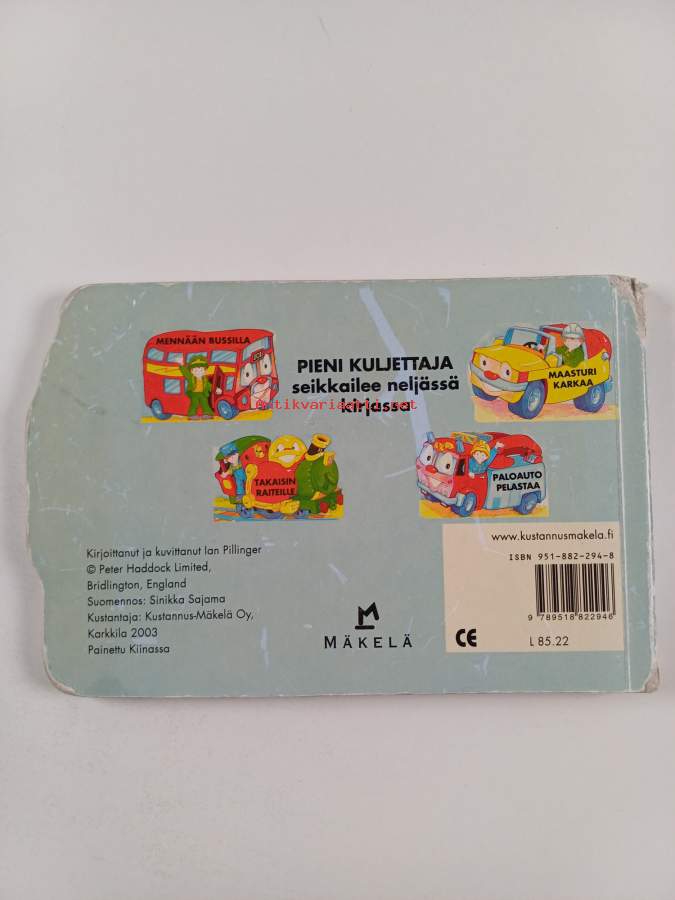 MENNÄÄN BUSSILLA
PIENI KULJETTAJA
seikkailee neljässä
kirjassa
MAASTURI
KARKAA
antikvariaatti.net
TAKAISIN
RAITEILLE
PALOAUTO
PELASTAA
Kirjoittanut ja kuvittanut Ian Pillinger
© Peter Haddock Limited,
Bridlington, England
Suomennos: Sinikka Sajama
Kustantaja: Kustannus-Mäkelä Oy,
Karkkila 2003
Painettu Kiinassa
M
MÄKELÄ
www.kustannusmakela.fi
ISBN 951-882-294-8
9 789518 822946
CE
L 85.22